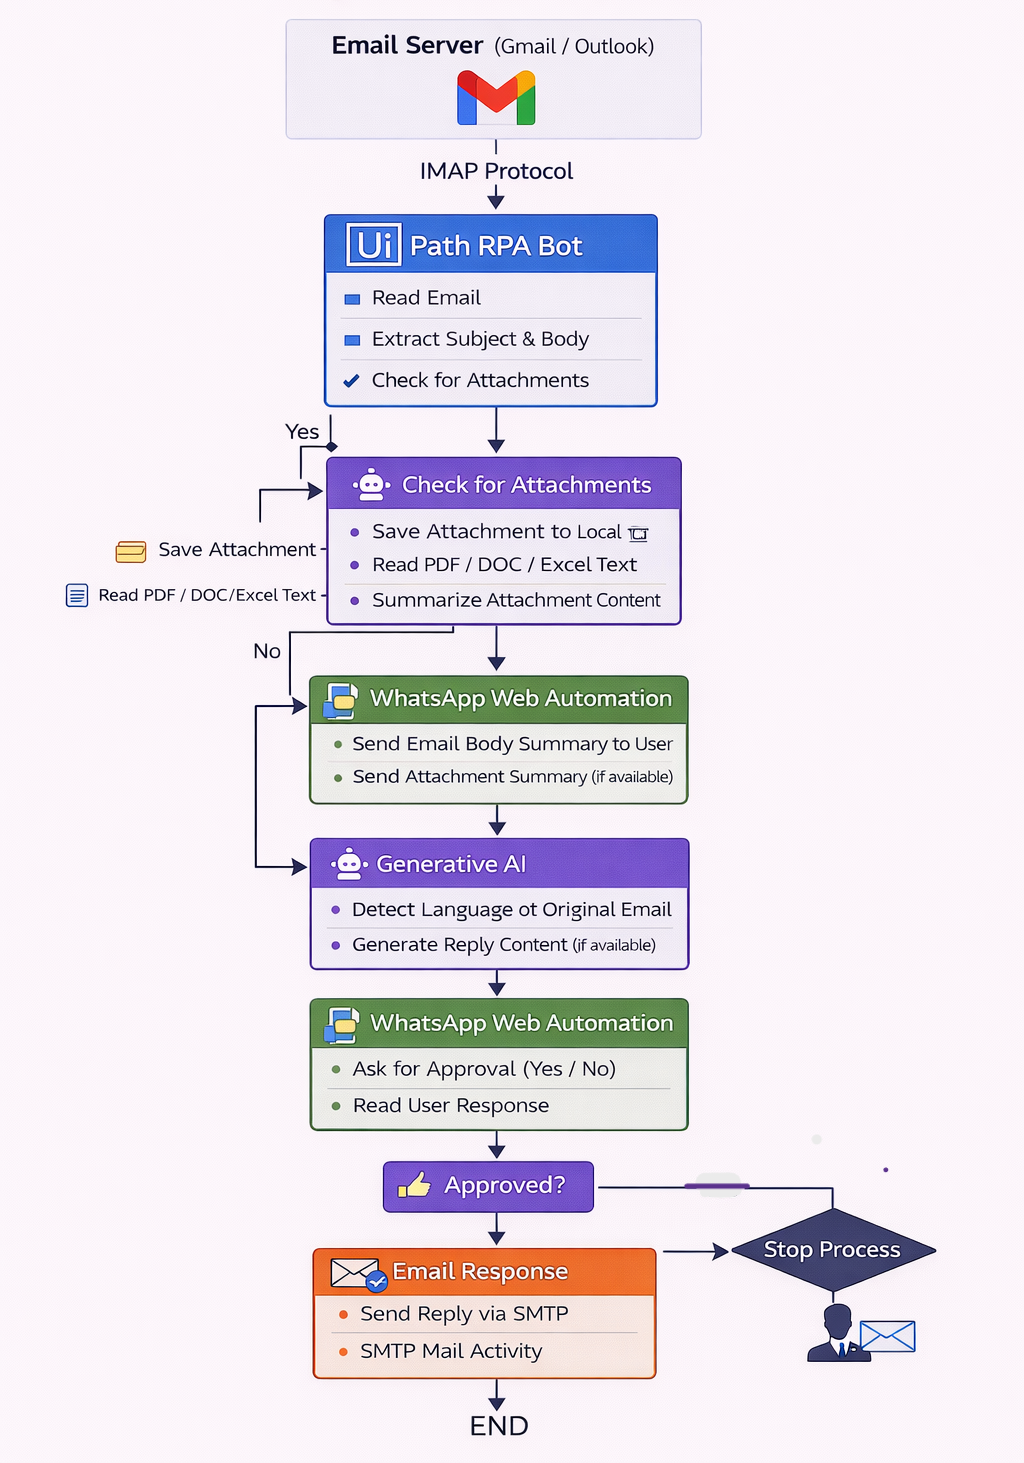 Email Server (Gmail / Outlook)
IMAP Protocol
Ui Path RPA Bot
Read Email
Extract Subject & Body
Check for Attachments
Yes
Check for Attachments
Save Attachment to Local
Read PDF / DOC / Excel Text
Summarize Attachment Content
Save Attachment
Read PDF / DOC/Excel Text
No
WhatsApp Web Automation
Send Email Body Summary to User
Send Attachment Summary (if available)
Generative AI
Detect Language ot Original Email
Generate Reply Content (if available)
WhatsApp Web Automation
Ask for Approval (Yes / No)
Read User Response
Approved?
Stop Process
Email Response
Send Reply via SMTP
SMTP Mail Activity
END